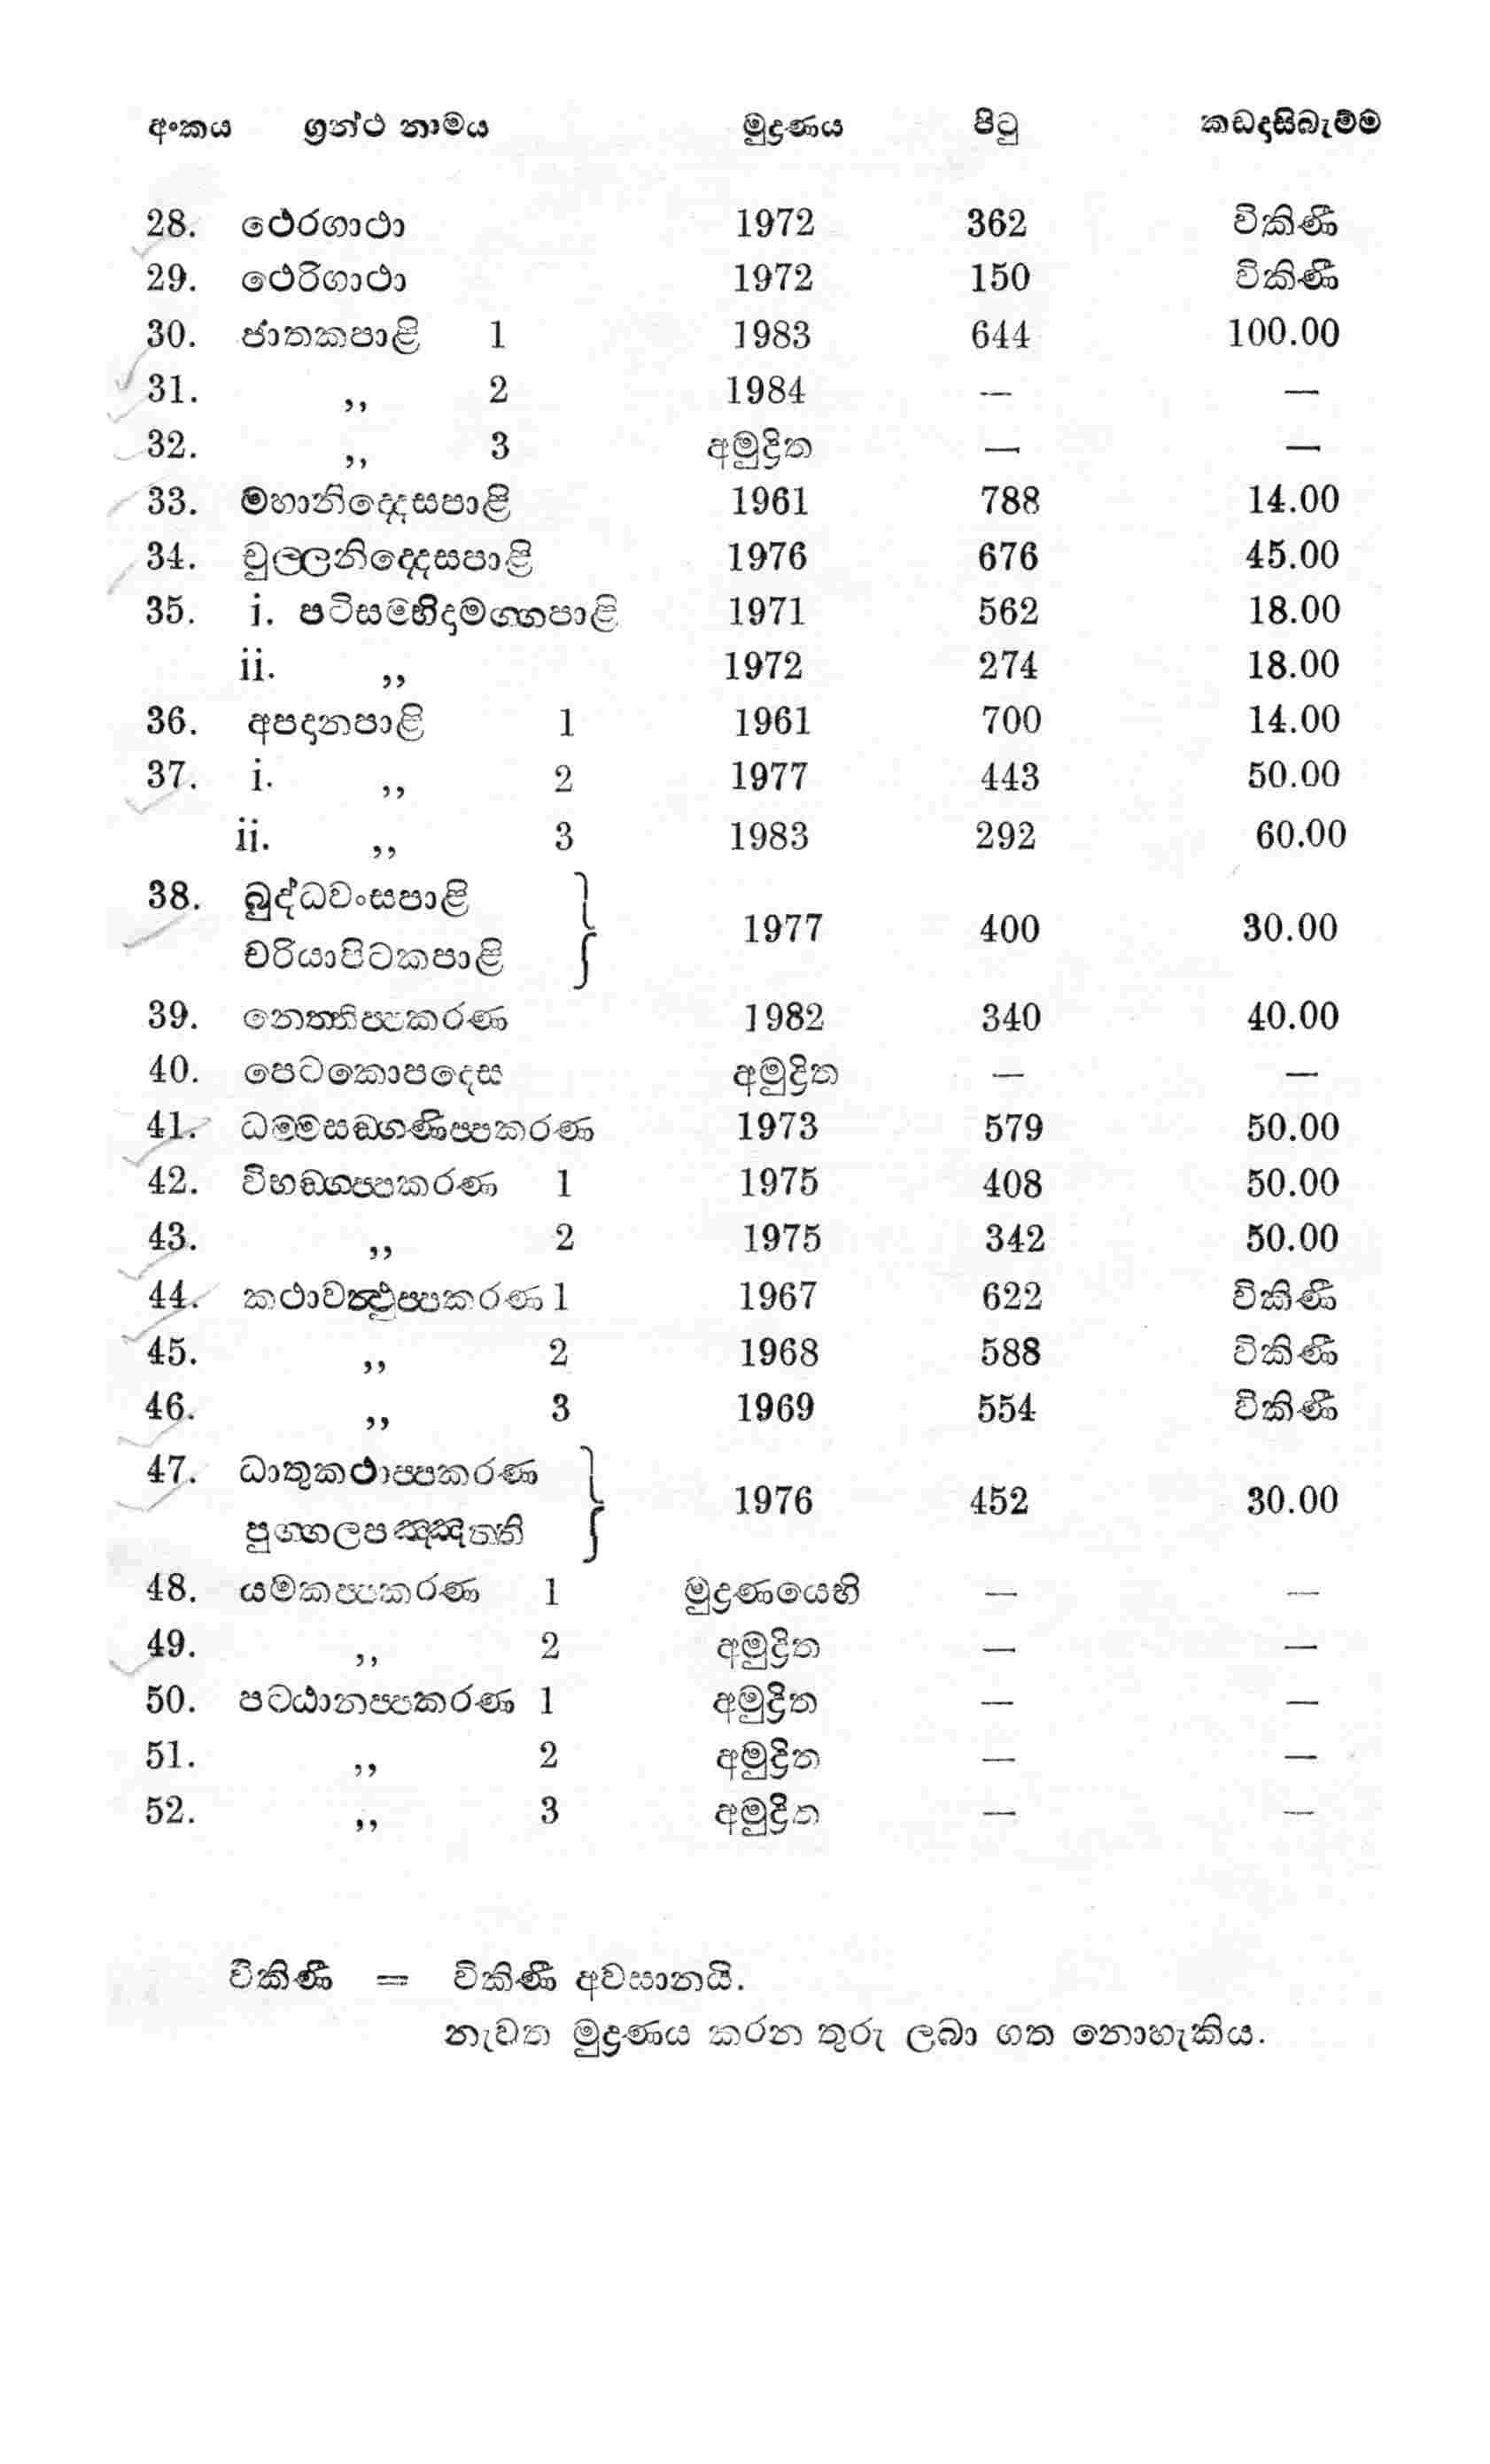 අංකය ග්‍රන්ථ නාමය මුද්‍රණය පිටු කඩදාසිබැම්ම
28. ථෙරගාථා 1972 362 විකිණී
29. ථෙරිගාථා 1972 150 විකිණී
30. ජාතකපාළි 1 1983 644 100.00
31. ,, 2 1984 — —
32. ,, 3 අමුද්‍රිත — —
33. මහානිද්දෙසපාළි 1961 788 14.00
34. චුල්ලනිද්දෙසපාළි 1976 676 45.00
35. i. පටිසම්භිදාමග්ගපාළි 1971 562 18.00
ii. ,, 1972 274 18.00
36. අපදානපාළි 1 1961 700 14.00
37. i. ,, 2 1977 443 50.00
ii. ,, 3 1983 292 60.00
38. බුද්ධවංසපාළි
චරියාපිටකපාළි } 1977 400 30.00
39. නෙත්තිප්පකරණ 1982 340 40.00
40. පෙටකොපදෙස අමුද්‍රිත — —
41. ධම්මසඞ්ගණිප්පකරණ 1973 579 50.00
42. විභඞ්ගප්පකරණ 1 1975 408 50.00
43. ,, 2 1975 342 50.00
44. කථාවත්ථුප්පකරණ 1 1967 622 විකිණී
45. ,, 2 1968 588 විකිණී
46. ,, 3 1969 554 විකිණී
47. ධාතුකථාප්පකරණ
පුග්ගලපඤ්ඤත්ති } 1976 452 30.00
48. යමකප්පකරණ 1 මුද්‍රණයෙහි — —
49. ,, 2 අමුද්‍රිත — —
50. පට්ඨානප්පකරණ 1 අමුද්‍රිත — —
51. ,, 2 අමුද්‍රිත — —
52. ,, 3 අමුද්‍රිත — —
විකිණී = විකිණී අවසානයි.
නැවත මුද්‍රණය කරන තුරු ලබා ගත නොහැකිය.